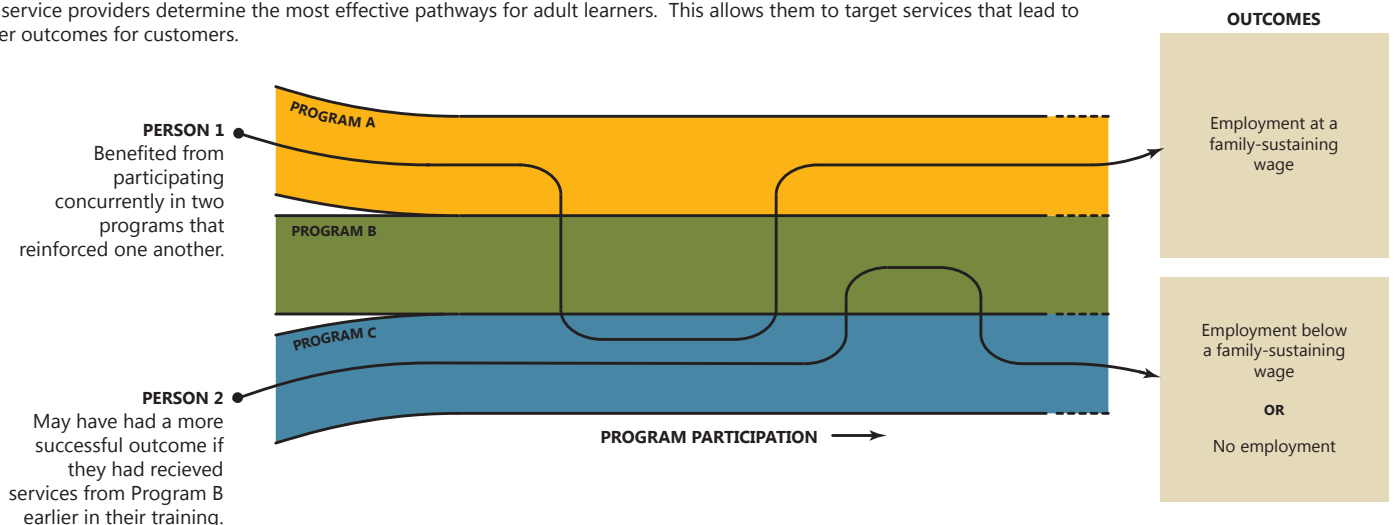 service providers determine the most effective pathways for adult learners.  This allows them to target services that lead to
er outcomes for customers.
OUTCOMES
PROGRAM A
PERSON 1
Benefited from
participating
concurrently in two
programs that
reinforced one another.
Employment at a
family-sustaining
wage
PROGRAM B
PROGRAM C
Employment below
a family-sustaining
wage
OR
No employment
PERSON 2
May have had a more
successful outcome if
they had recieved
services from Program B
earlier in their training.
PROGRAM PARTICIPATION